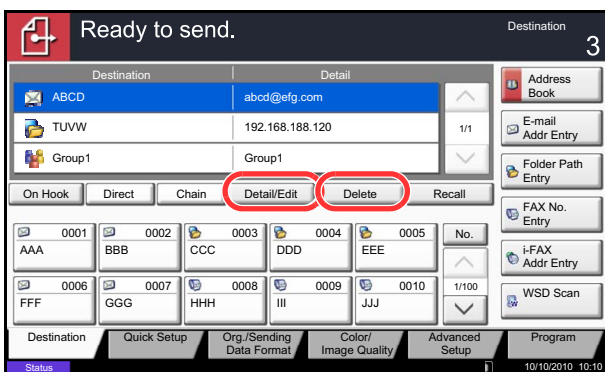 Ready to send.
Destination
3
Destination Detail
ABCD abcd@efg.com
TUVW 192.168.188.120 1/1
Group1 Group1
On Hook Direct Chain Detail/Edit Delete Recall
0001 0002 0003 0004 0005 No.
AAA BBB CCC DDD EEE
0006 0007 0008 0009 0010 1/100
FFF GGG HHH III JJJ
Address
Book
E-mail
Addr Entry
Folder Path
Entry
FAX No.
Entry
i-FAX
Addr Entry
WSD Scan
Destination Quick Setup Org./Sending
Data Format Color/
Image Quality Advanced
Setup Program
Status 10/10/2010 10:10